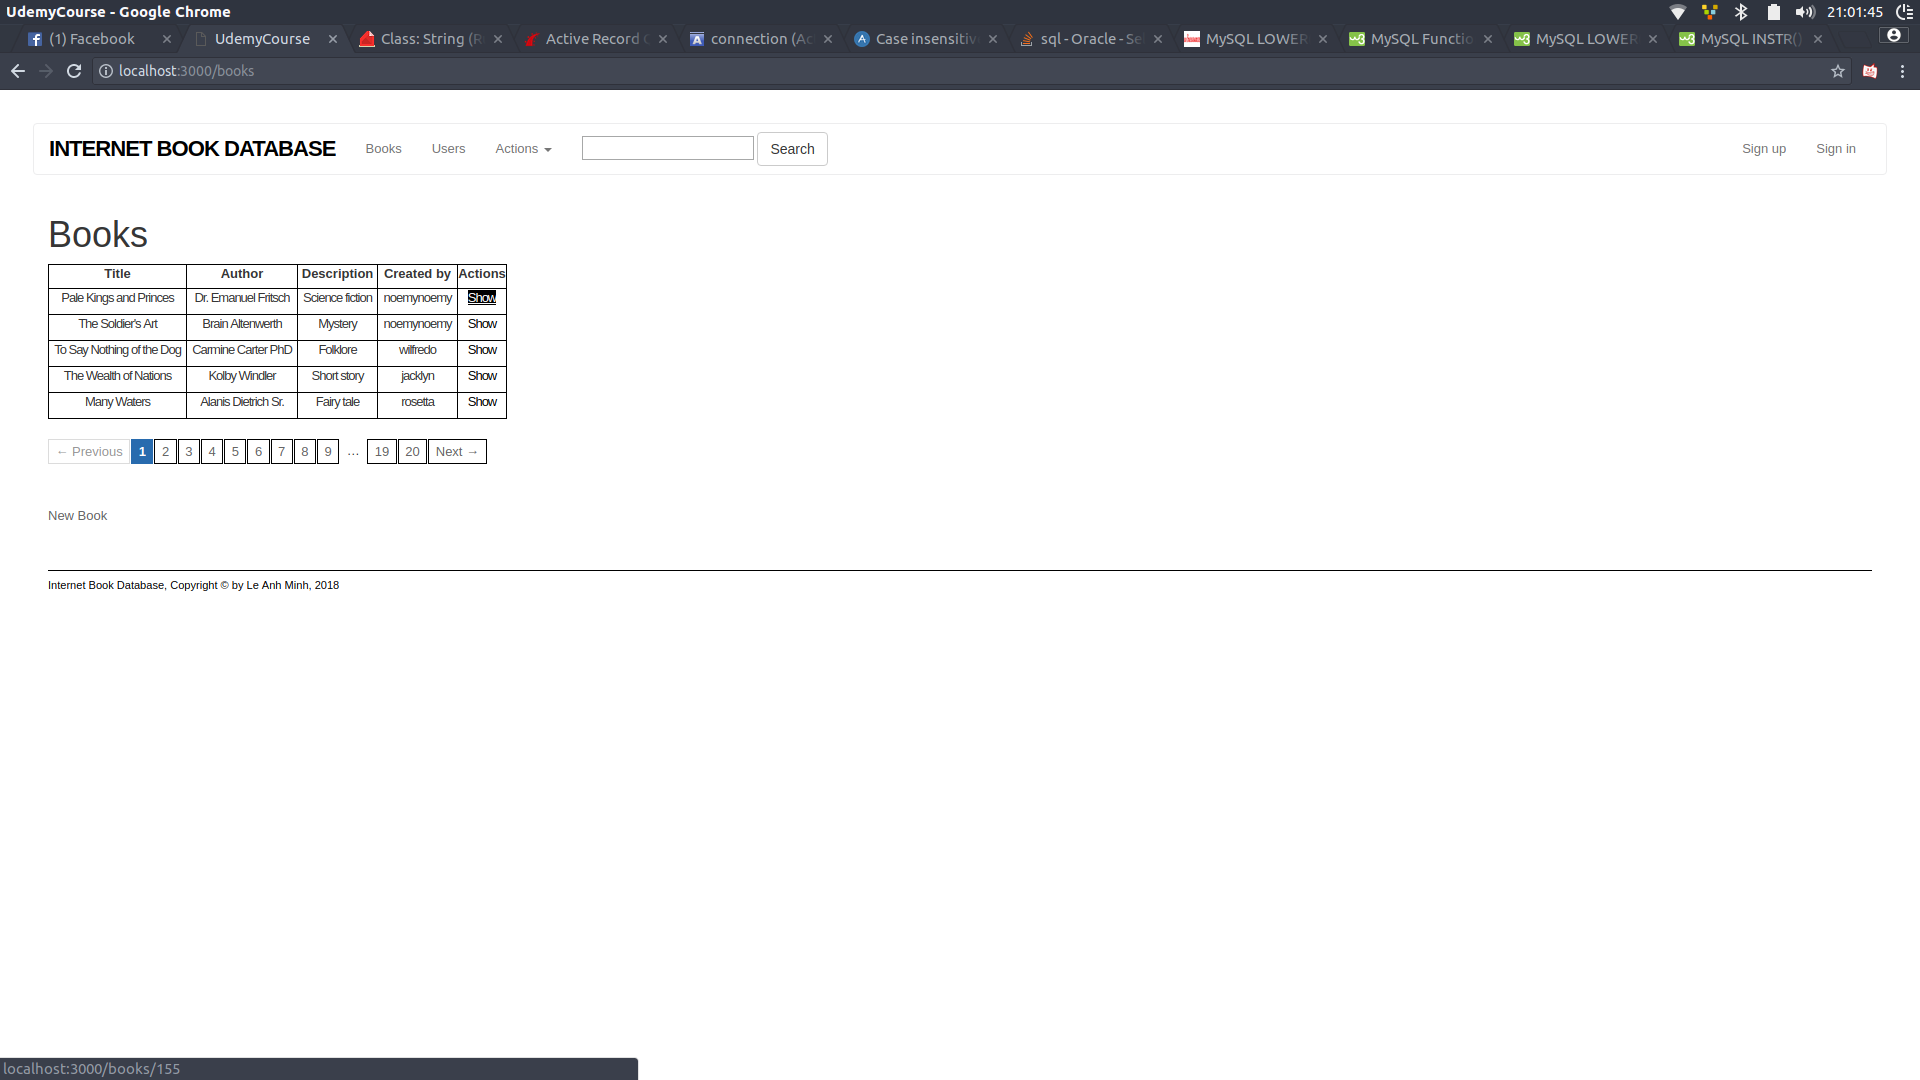 UdemyCourse - Google Chrome
21:01:45
(1) Facebook
UdemyCourse
Class: String (R
Active Record
connection (Ac
Case insensitiv
sql - Oracle - Se
MySQL LOWER
MySQL Functio
MySQL LOWER
MySQL INSTR()
localhost:3000/books
INTERNET BOOK DATABASE
Books
Users
Actions
Search
Sign up
Sign in
Books
Title Author Description Created by Actions
Pale Kings and Princes Dr. Emanuel Fritsch Science fiction noemynoemy Show
The Soldier's Art Brain Altenwerth Mystery noemynoemy Show
To Say Nothing of the Dog Carmine Carter PhD Folklore wilfredo Show
The Wealth of Nations Kolby Windler Short story jacklyn Show
Many Waters Alanis Dietrich Sr. Fairy tale rosetta Show
← Previous 1 2 3 4 5 6 7 8 9 … 19 20 Next →
New Book
Internet Book Database, Copyright © by Le Anh Minh, 2018
localhost:3000/books/155